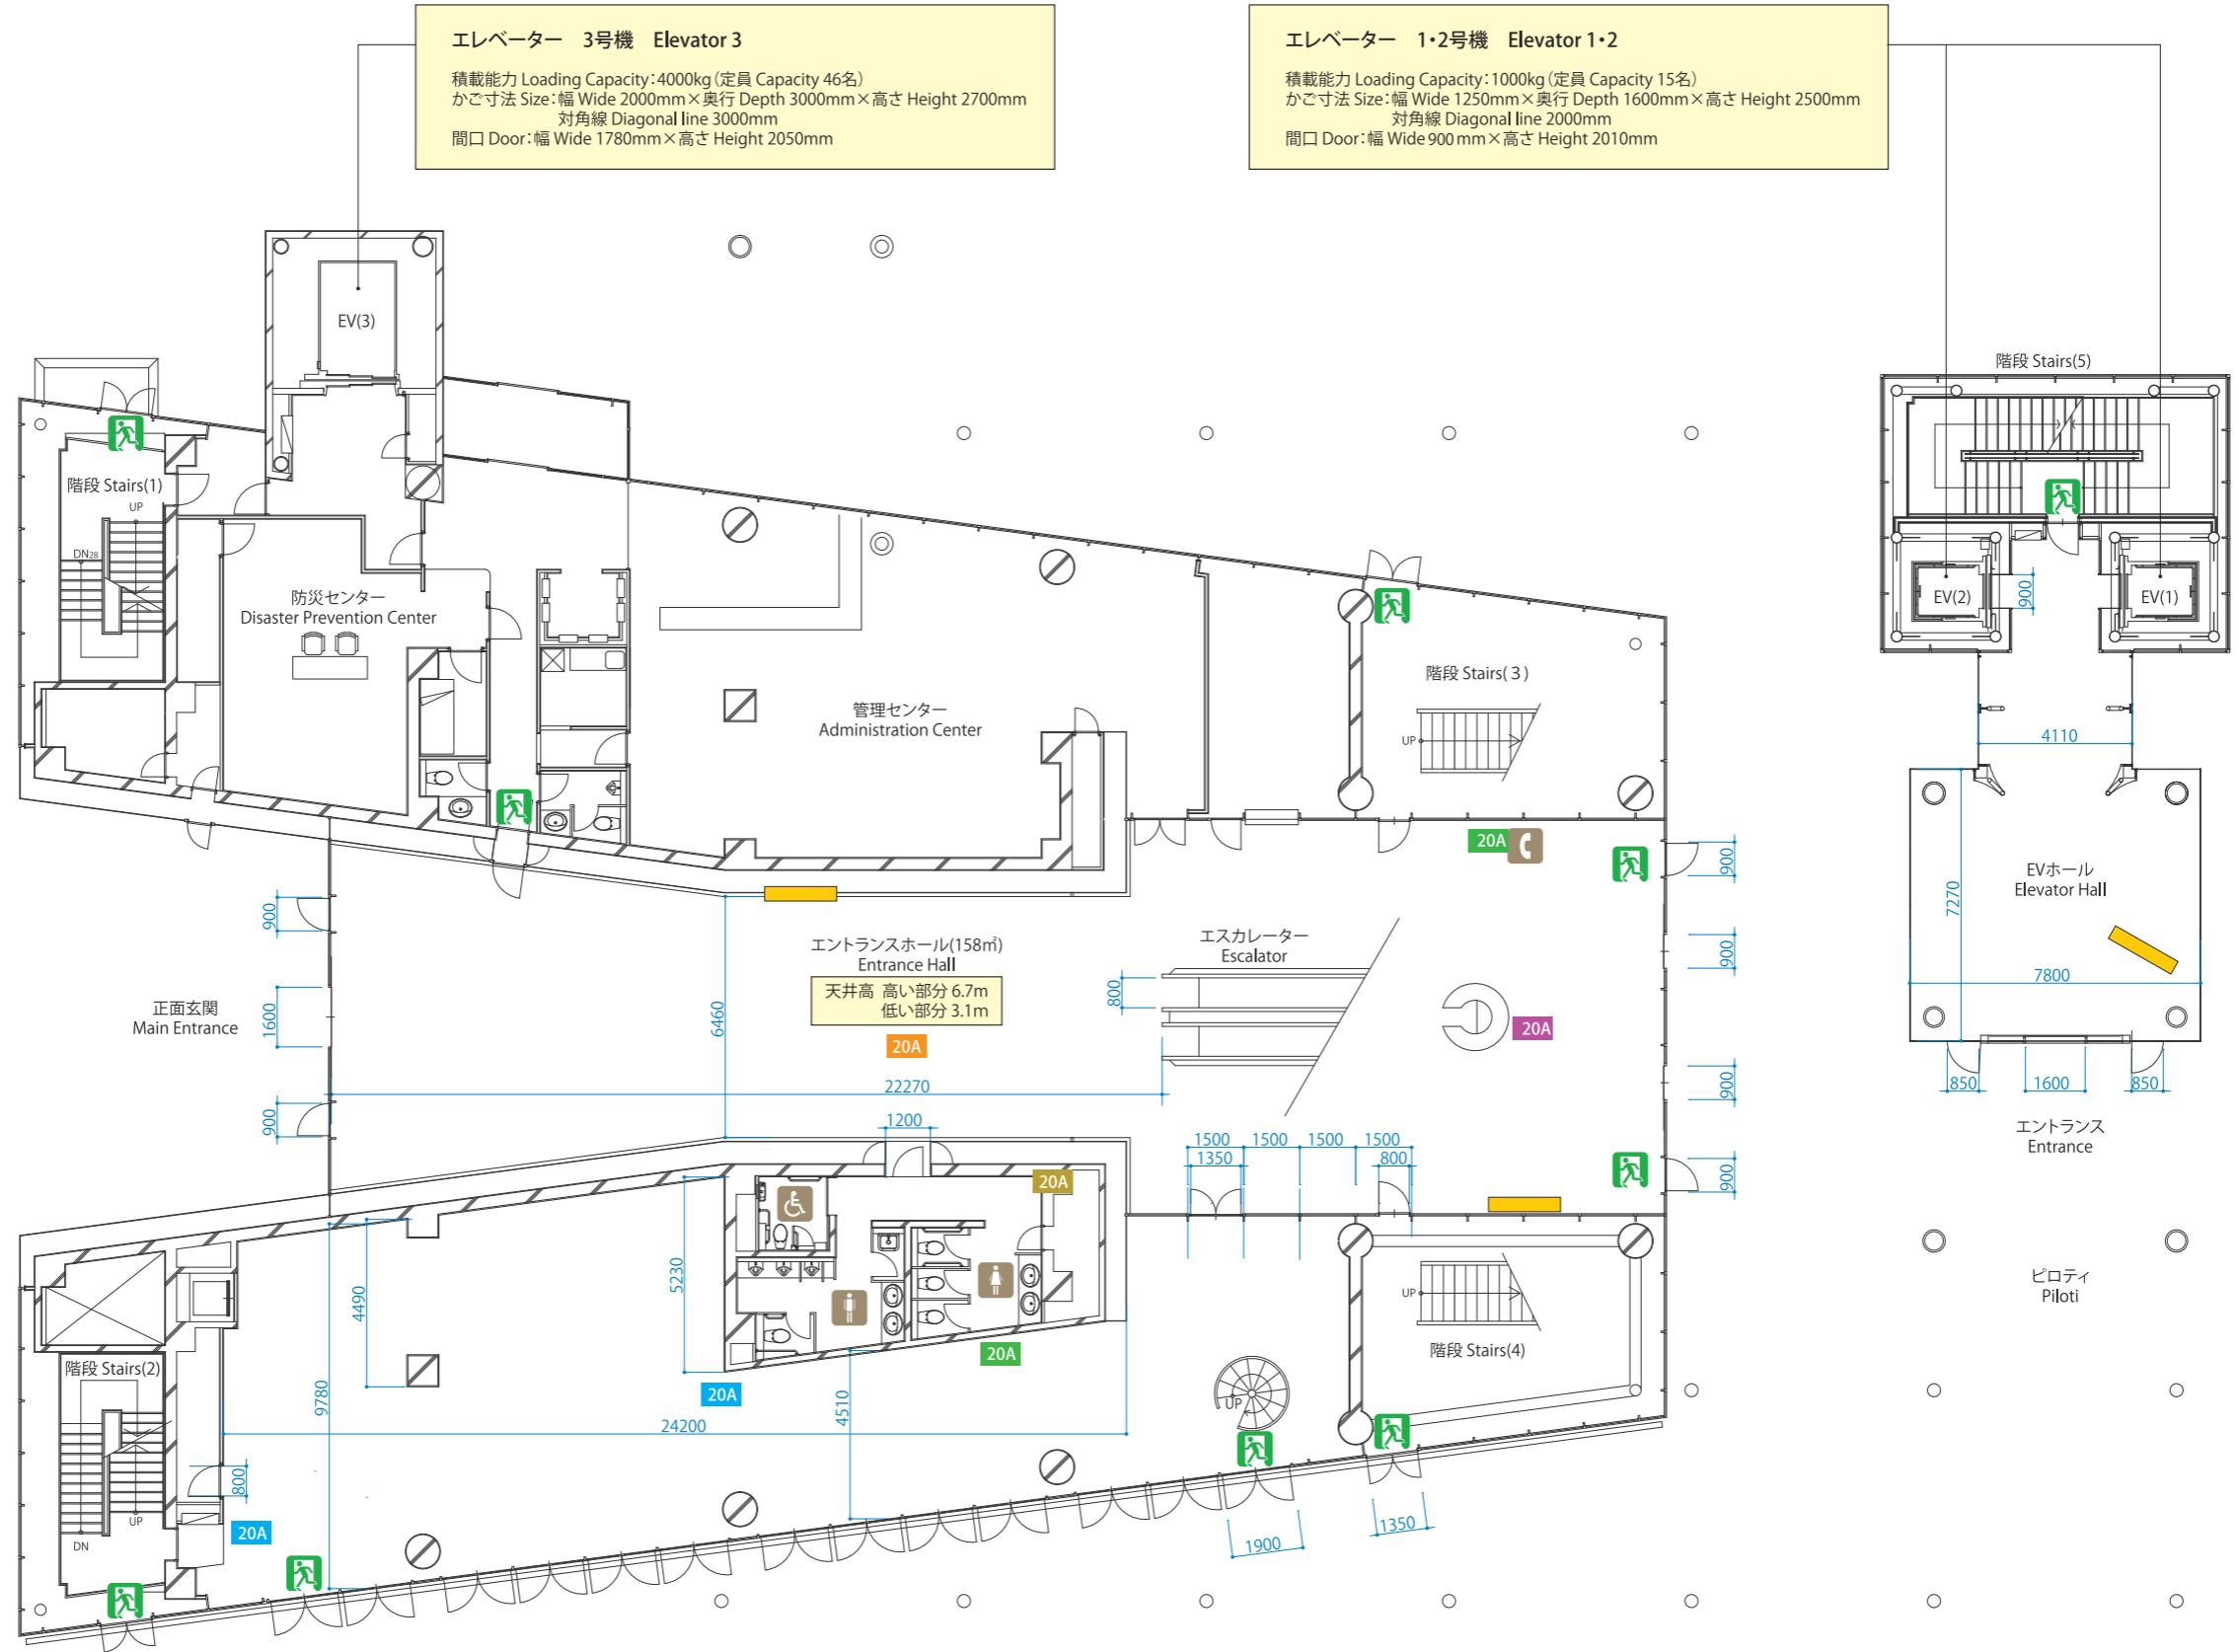 エレベーター 3号機 Elevator 3
積載能力 Loading Capacity:4000kg(定員 Capacity 46名)
かご寸法 Size:幅 Wide 2000mm×奥行 Depth 3000mm×高さ Height 2700mm
対角線 Diagonal line 3000mm
間口 Door:幅 Wide 1780mm×高さ Height 2050mm
エレベーター 1・2号機 Elevator 1・2
積載能力 Loading Capacity:1000kg(定員 Capacity 15名)
かご寸法 Size:幅 Wide 1250mm×奥行 Depth 1600mm×高さ Height 2500mm
対角線 Diagonal line 2000mm
間口 Door:幅 Wide 900mm×高さ Height 2010mm
EV(3)
階段 Stairs(5)
階段 Stairs(1)
UP
DN28
防災センター
Disaster Prevention Center
EV(2)
900
EV(1)
階段 Stairs(3)
UP
管理センター
Administration Center
4110
20A
900
900
EVホール
Elevator Hall
7270
7800
900
エントランスホール(158㎡)
Entrance Hall
天井高 高い部分 6.7m
低い部分 3.1m
20A
エスカレーター
Escalator
800
20A
900
正面玄関
Main Entrance
1600
6460
22270
900
850
1600
850
900
1200
エントランス
Entrance
1500
1500
1500
1500
1350
800
900
20A
5230
4490
9780
ピロティ
Piloti
UP
階段 Stairs(4)
階段 Stairs(2)
20A
20A
4510
24200
UP
800
UP
DN
20A
1900
1350